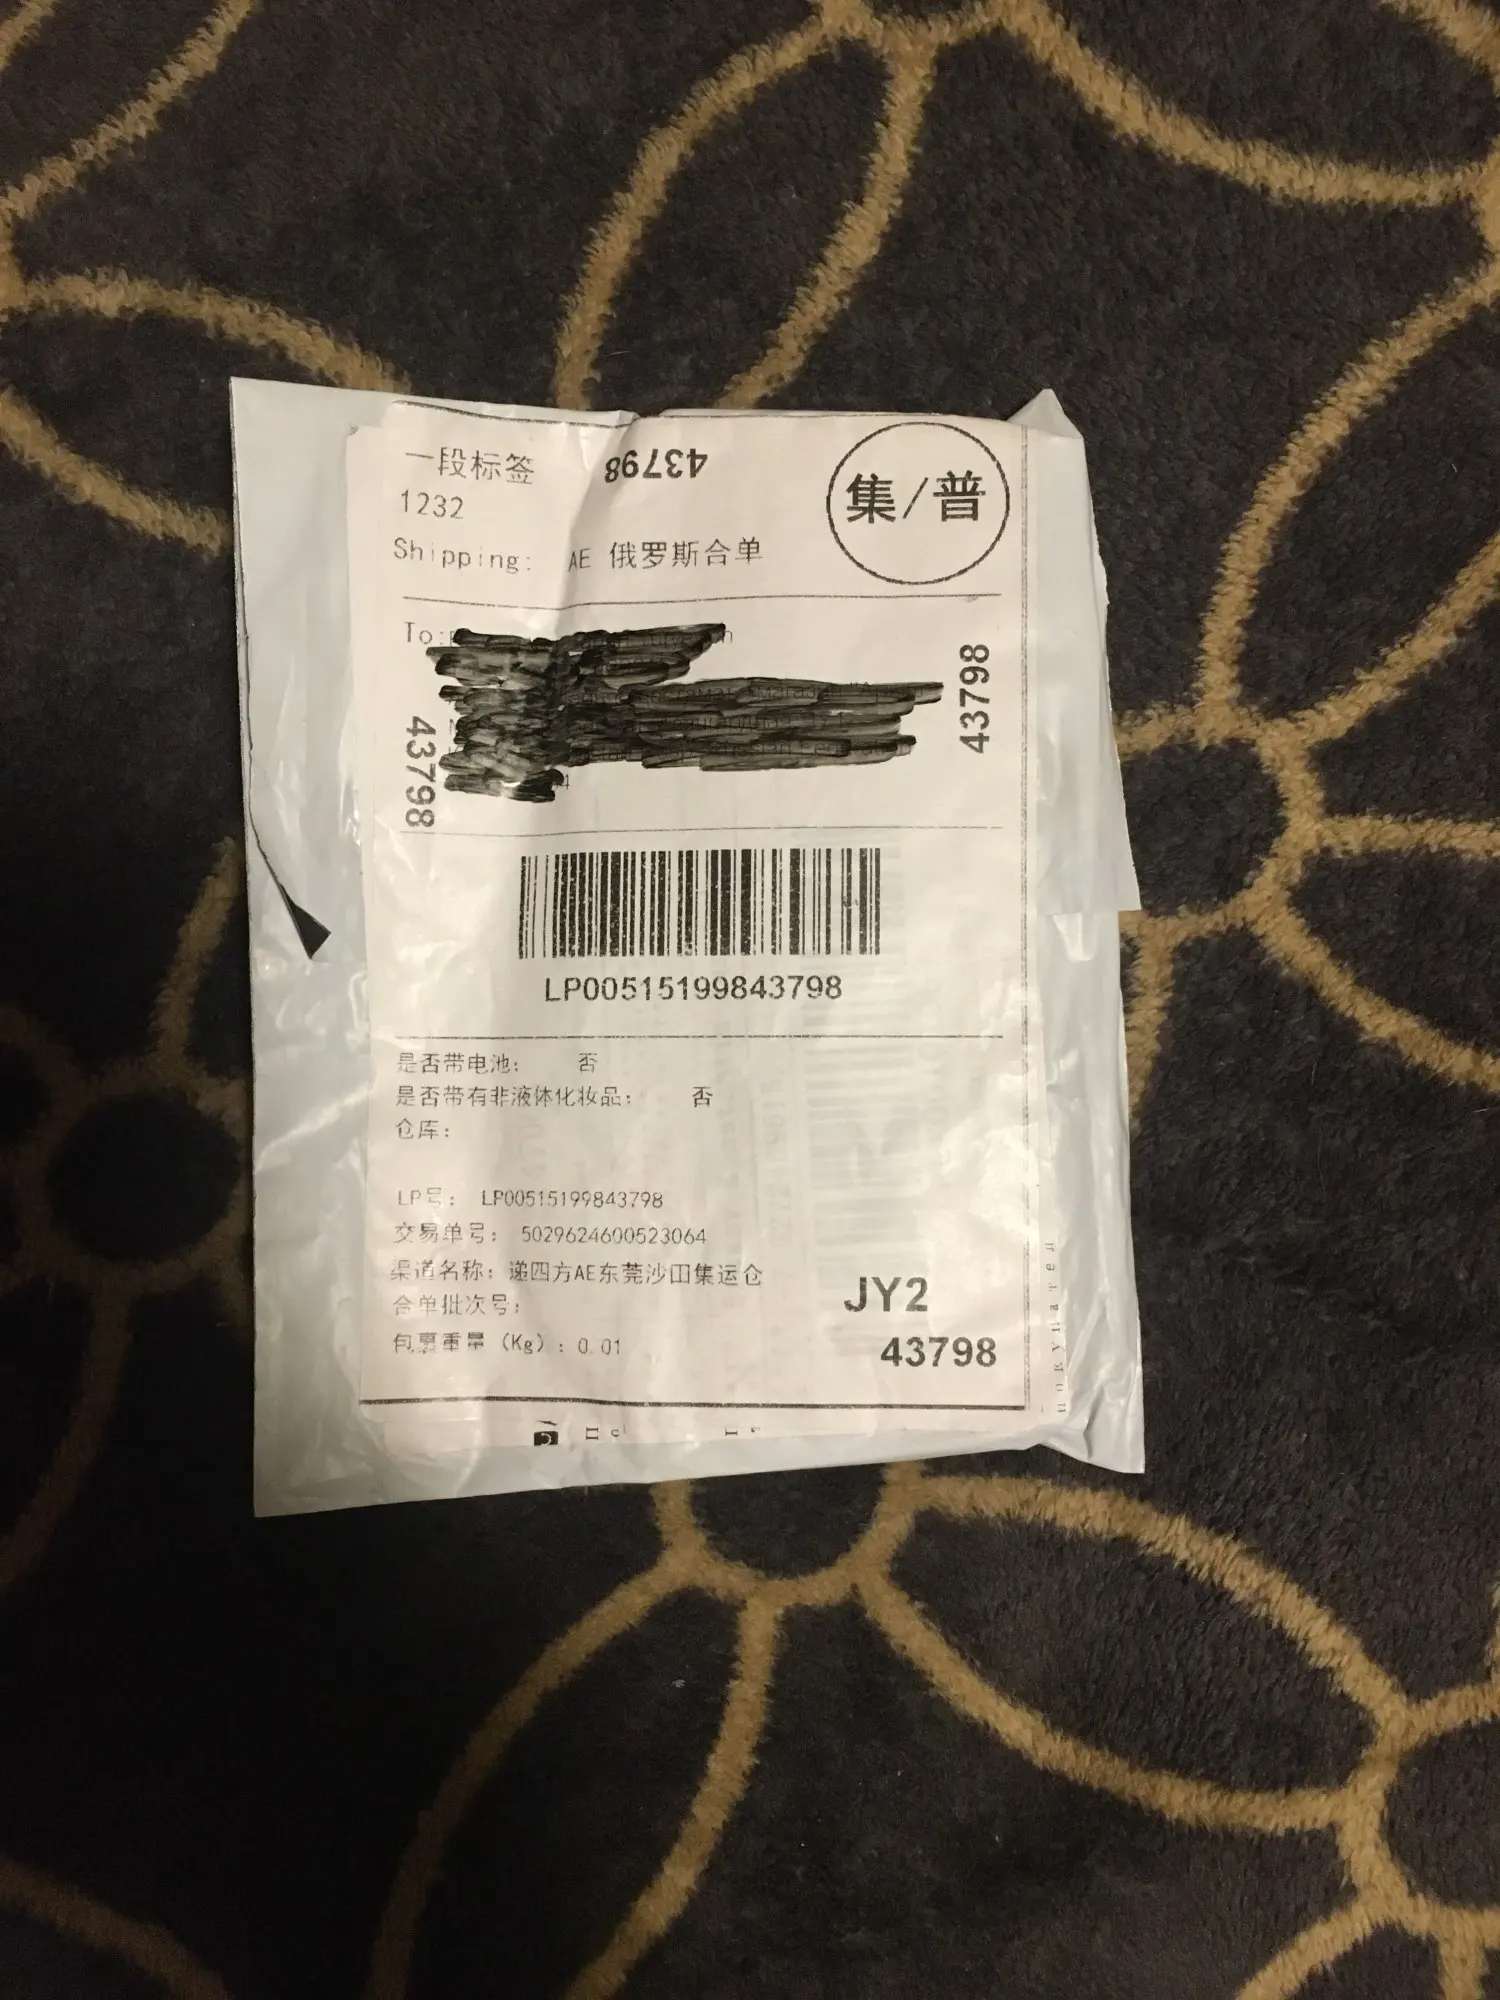 一段标签
43798
集/普
1232
Shipping: AE 俄罗斯合单
To:
43798
43798
LP00515199843798
是否带电池: 否
是否带有非液体化妆品: 否
仓库:
LP号: LP00515199843798
交易单号: 5029624600523064
渠道名称: 递四方AE东莞沙田集运仓
合单批次号:
包裹重量 (Kg): 0.01
JY2
43798